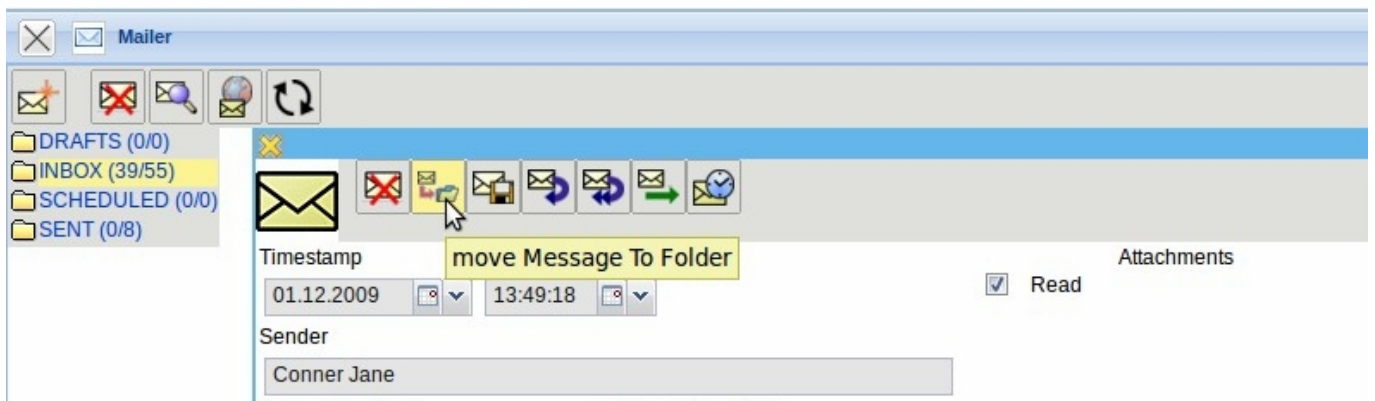 Mailer
DRAFTS (0/0)
INBOX (39/55)
SCHEDULED (0/0)
SENT (0/8)
move Message To Folder
Timestamp
Attachments
01.12.2009 13:49:18
Read
Sender
Conner Jane